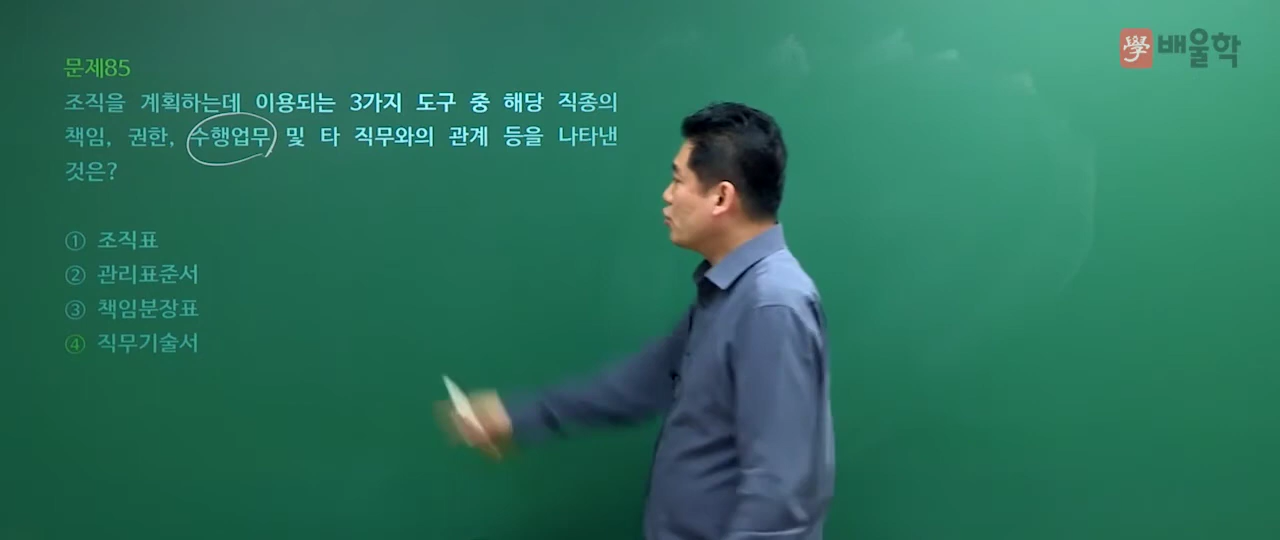 學 배울학
문제85
조직을 계획하는데 이용되는 3가지 도구 중 해당 직종의
책임, 권한, 수행업무 및 타 직무와의 관계 등을 나타낸
것은?
① 조직표
② 관리표준서
③ 책임분장표
④ 직무기술서